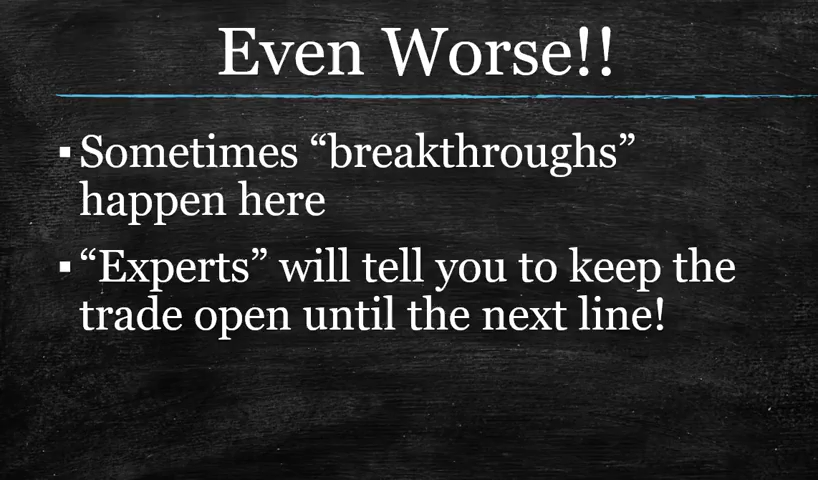 Even Worse!!
▪ Sometimes “breakthroughs”
happen here
▪ “Experts” will tell you to keep the
trade open until the next line!